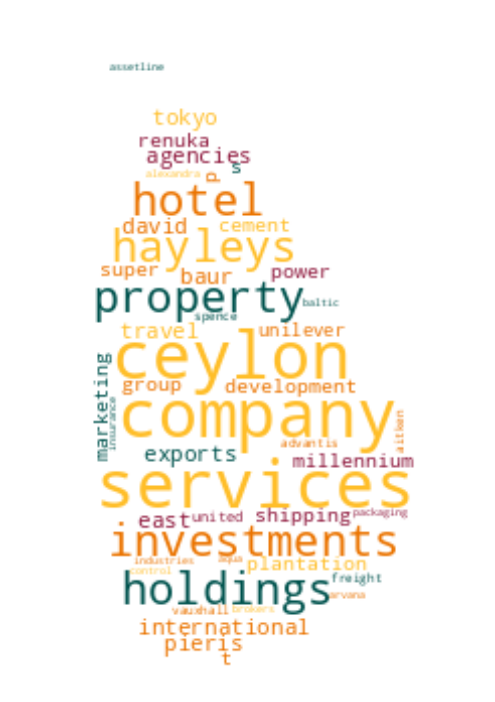 assetline
tokyo
renuka
agencies
s
alexandra p
hotel
david cement
hayleys
super baur power
property baltic
spence
travel unilever
ceylon
marketing
group development
insurance
company
aitken
advantis
exports millennium
services
east united shipping packaging
investments
industries aqua plantation
control freight
holdings arvana
vauxhall brokers
international
pieris
t